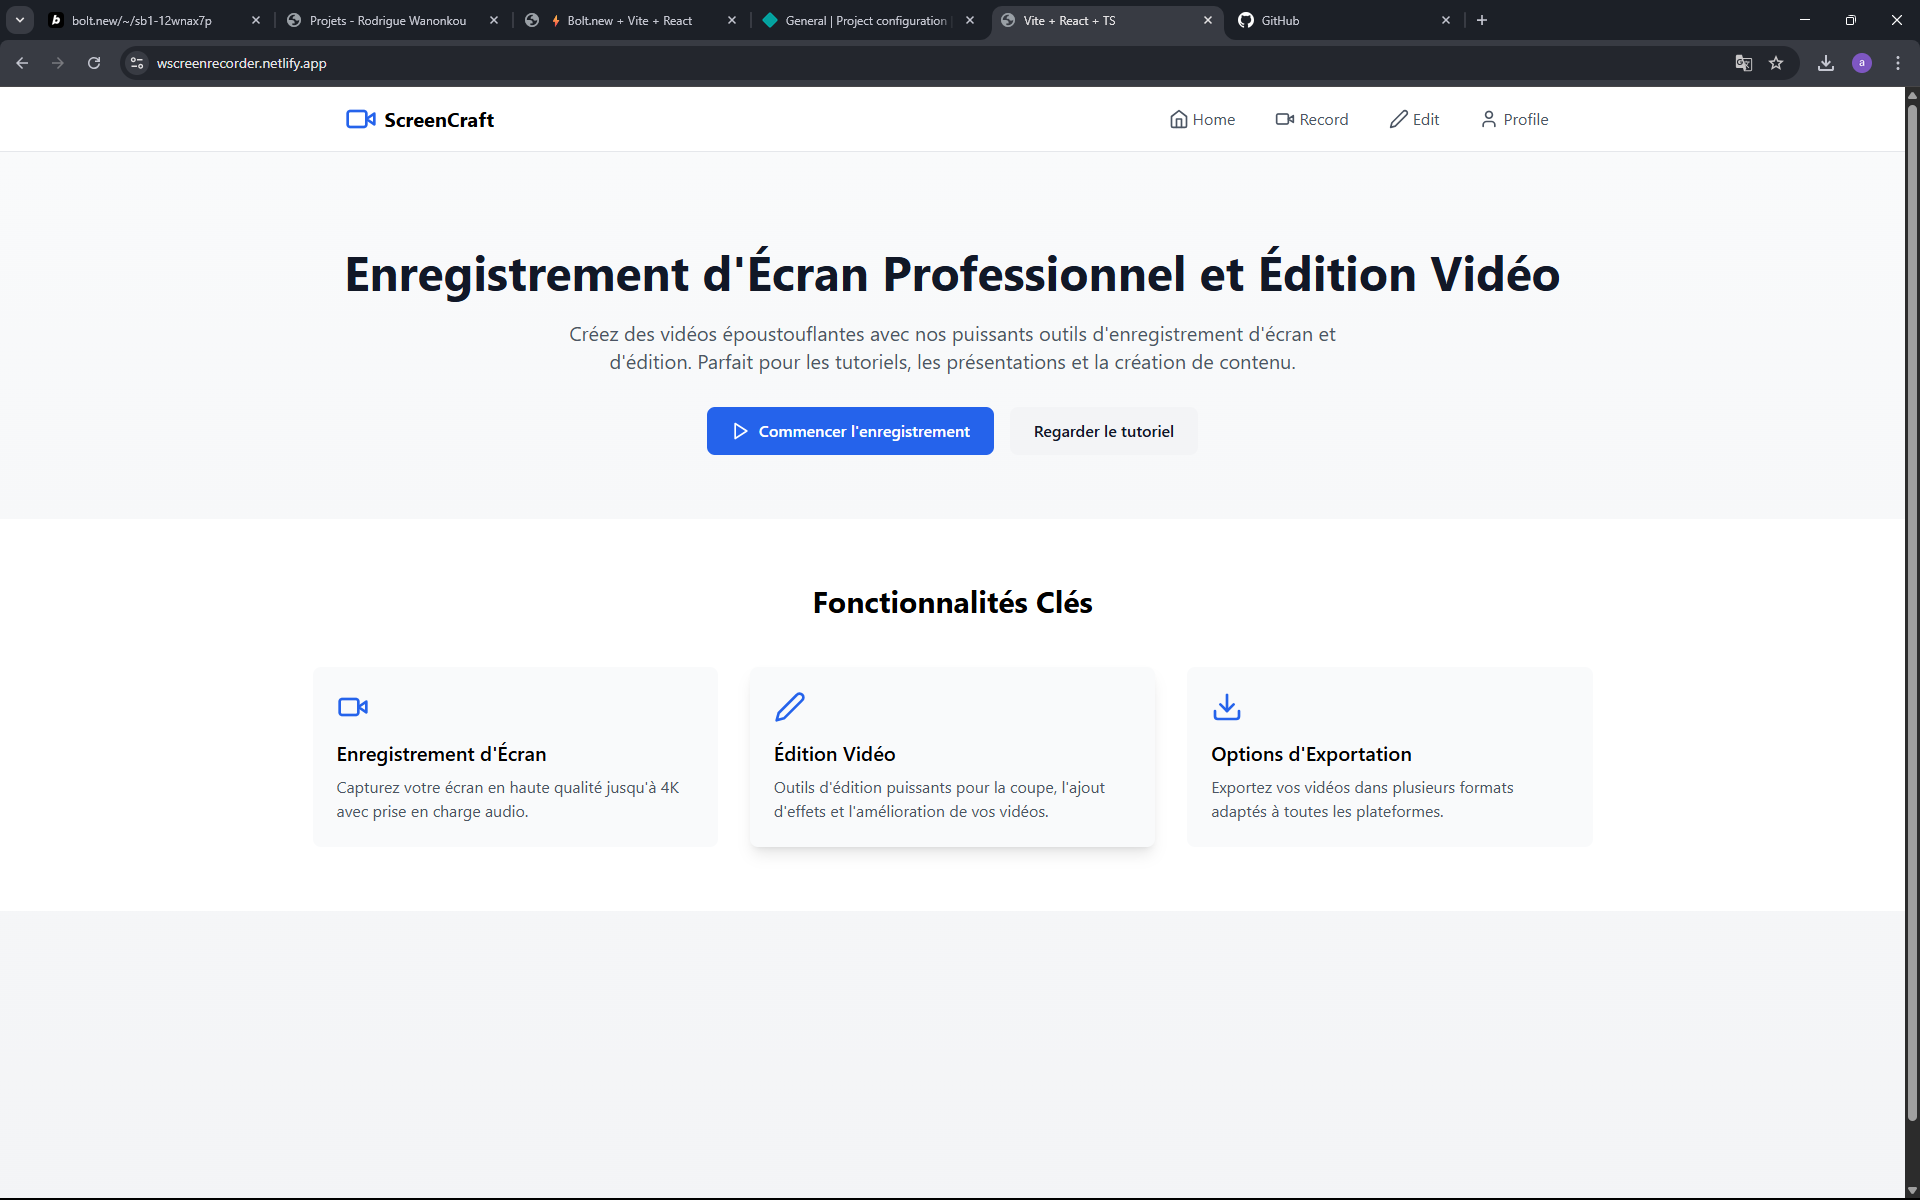 bolt.new/~/sb1-12wnax7p
Projets - Rodrigue Wanonkou
Bolt.new + Vite + React
General | Project configuration
Vite + React + TS
GitHub
wscreenrecorder.netlify.app
a
ScreenCraft
Home
Record
Edit
Profile
Enregistrement d'Écran Professionnel et Édition Vidéo
Créez des vidéos époustouflantes avec nos puissants outils d'enregistrement d'écran et
d'édition. Parfait pour les tutoriels, les présentations et la création de contenu.
Commencer l'enregistrement
Regarder le tutoriel
Fonctionnalités Clés
Enregistrement d'Écran
Capturez votre écran en haute qualité jusqu'à 4K
avec prise en charge audio.
Édition Vidéo
Outils d'édition puissants pour la coupe, l'ajout
d'effets et l'amélioration de vos vidéos.
Options d'Exportation
Exportez vos vidéos dans plusieurs formats
adaptés à toutes les plateformes.